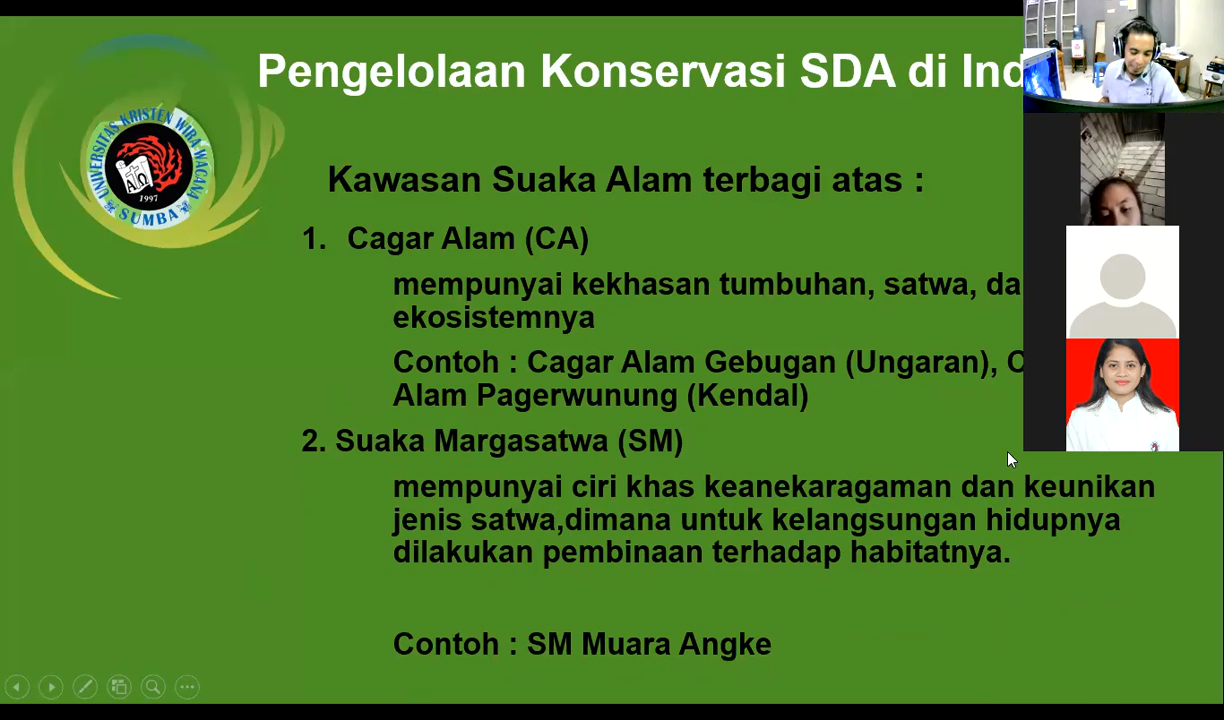 Pengelolaan Konservasi SDA di Ind
UNIVERSITAS KRISTEN WIRA WACANA
AΩ
1997
SUMBA
Kawasan Suaka Alam terbagi atas :
1. Cagar Alam (CA)
mempunyai kekhasan tumbuhan, satwa, da
ekosistemnya
Contoh : Cagar Alam Gebugan (Ungaran), C
Alam Pagerwunung (Kendal)
2. Suaka Margasatwa (SM)
mempunyai ciri khas keanekaragaman dan keunikan
jenis satwa,dimana untuk kelangsungan hidupnya
dilakukan pembinaan terhadap habitatnya.
Contoh : SM Muara Angke